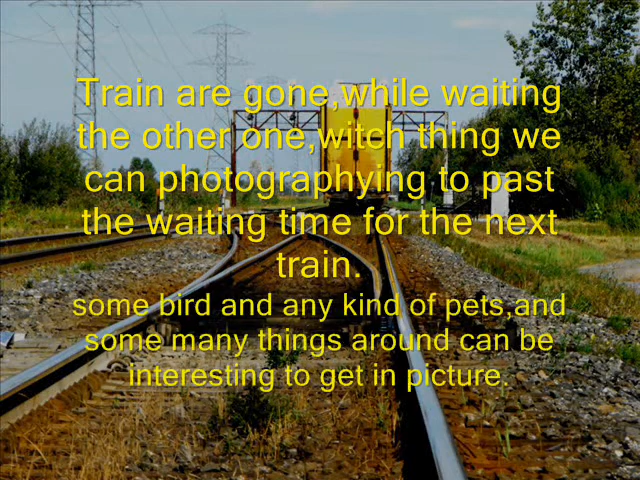 Train are gone,while waiting
the other one,witch thing we
can photographying to past
the waiting time for the next
train.
some bird and any kind of pets,and
some many things around can be
interesting to get in picture.